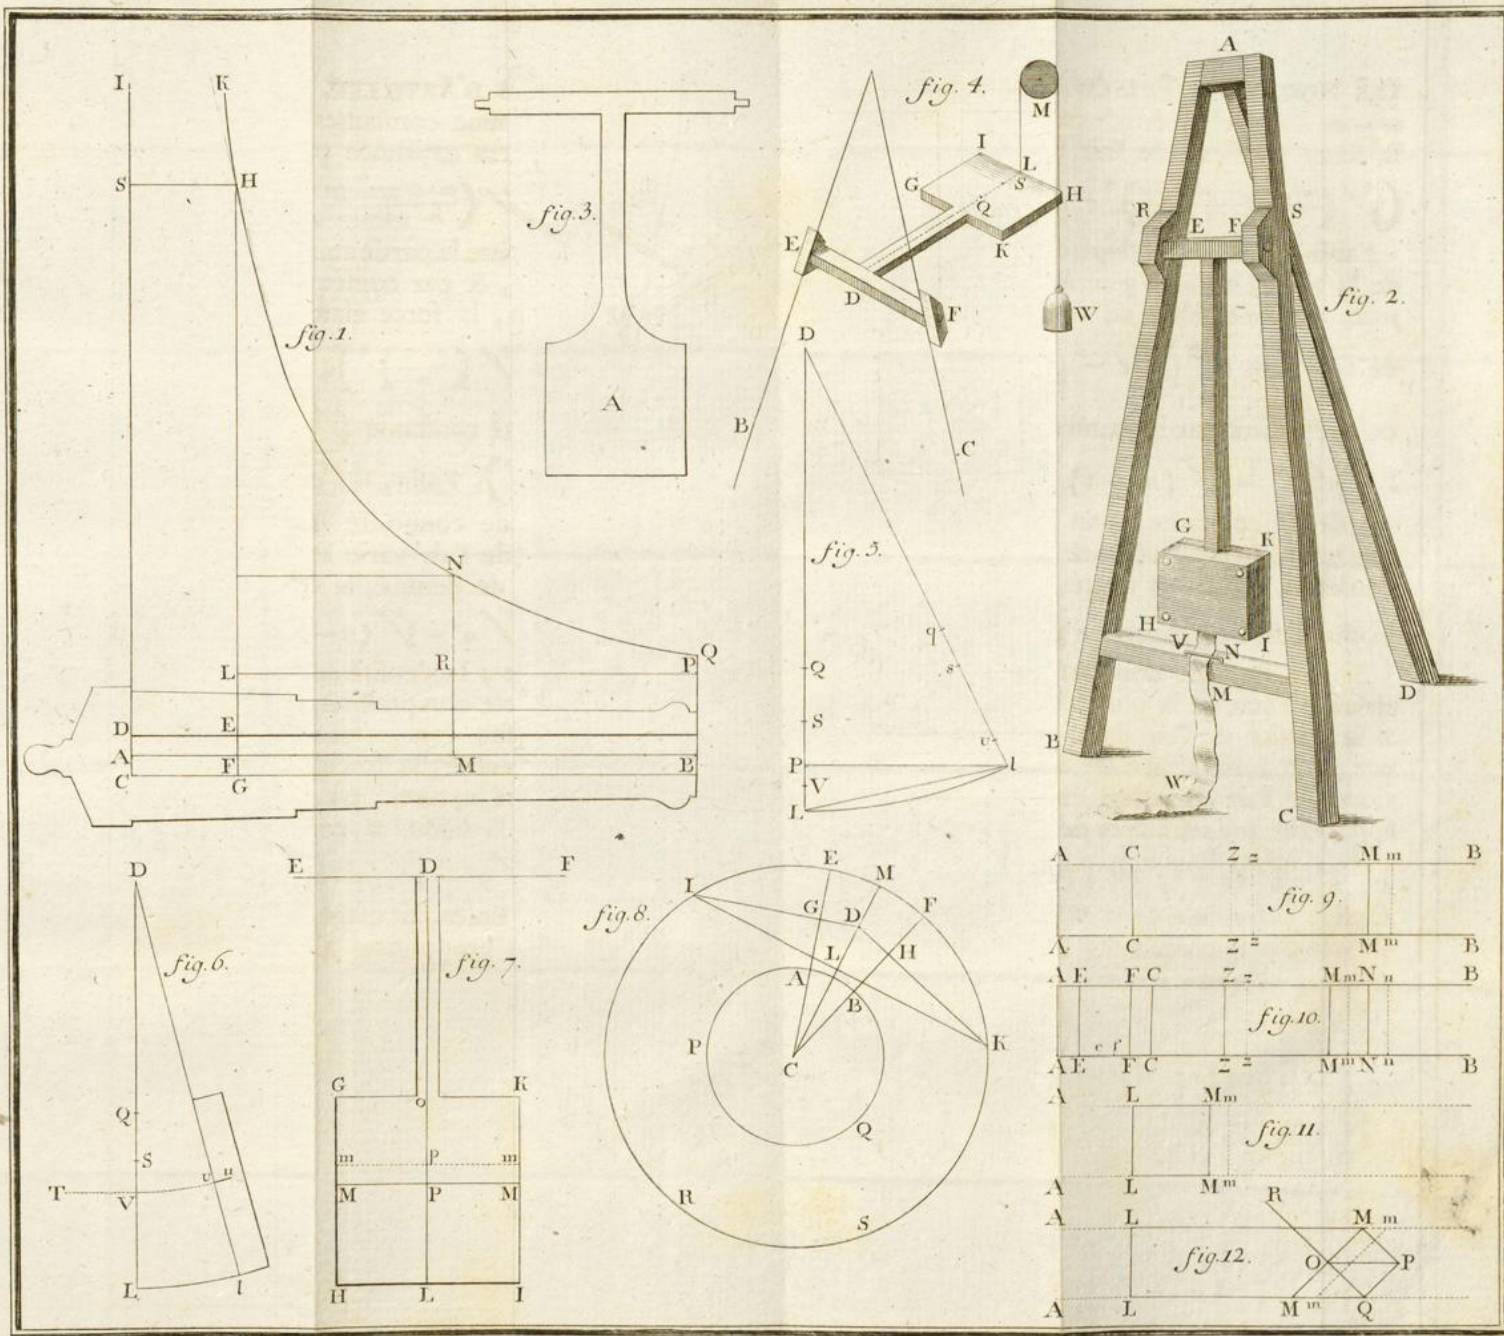 I K
S H
fig. 1.
N
Q
L R P
D E
A F M B
C G
fig. 3.
A
fig. 4.
M
I L
G S H
Q
K
E
D F
W
B C
A
R E F S
fig. 2.
G K
H V N I
M
D
B
W
C
D
fig. 5.
q
Q s
S
v
P l
V
L
D
fig. 6.
Q
S
T V v u
L l
E D F
fig. 7.
G o K
m p m
M P M
H L I
fig. 8.
E M
I F
G D
L H
A B
P C K
Q
R S
A C Z z M m B
fig. 9.
A C Z z M m B
A E F C Z z M m N n B
fig. 10.
e f
A E F C Z z M m N n B
A L M m
fig. 11.
A L M m
R
A L M m
fig. 12.
O P
A L M m Q